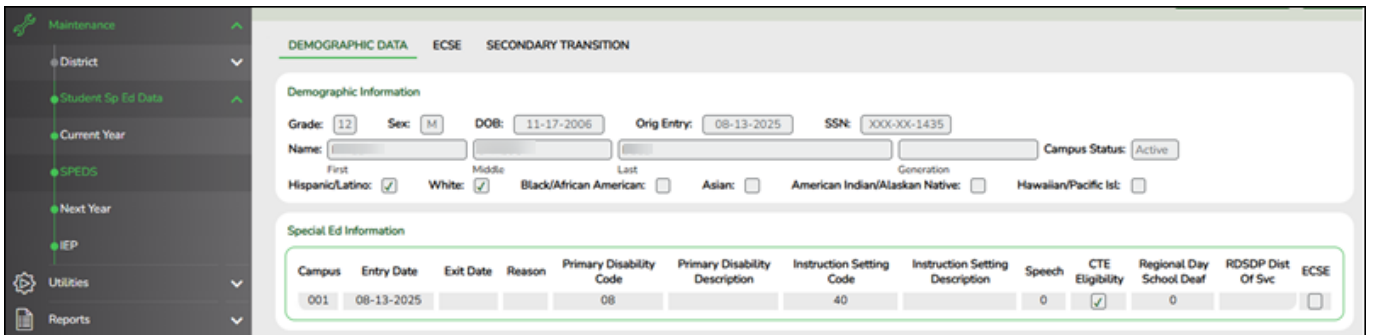 Maintenance
District
Student Sp Ed Data
Current Year
SPEDS
Next Year
IEP
Utilities
Reports
DEMOGRAPHIC DATA ECSE SECONDARY TRANSITION
Demographic Information
Grade: 12 Sex: M DOB: 11-17-2006 Orig Entry: 08-13-2025 SSN: XXX-XX-1435
Name: Campus Status: Active
First Middle Last Generation
Hispanic/Latino: White: Black/African American: Asian: American Indian/Alaskan Native: Hawaiian/Pacific Isl:
Special Ed Information
Campus Entry Date Exit Date Reason Primary Disability Code Primary Disability Description Instruction Setting Code Instruction Setting Description Speech CTE Eligibility Regional Day School Deaf RDSDP Dist Of Svc ECSE
001 08-13-2025 08 40 0 0